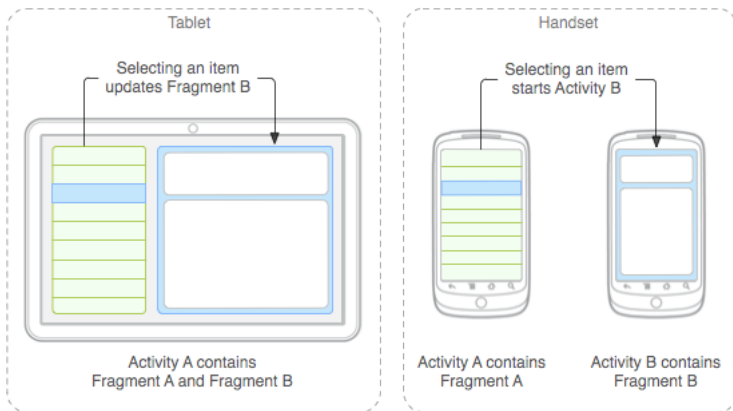 Tablet
Selecting an item
updates Fragment B
Activity A contains
Fragment A and Fragment B
Handset
Selecting an item
starts Activity B
Activity A contains
Fragment A
Activity B contains
Fragment B